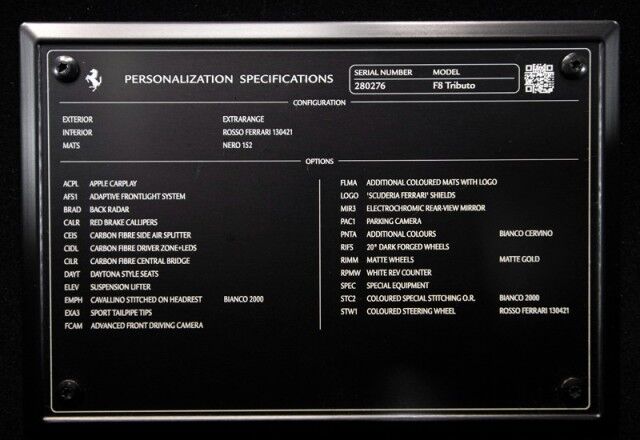 PERSONALIZATION SPECIFICATIONS
SERIAL NUMBER MODEL
280276 F8 Tributo
CONFIGURATION
EXTERIOR EXTRARANGE
INTERIOR ROSSO FERRARI 130421
MATS NERO 152
OPTIONS
ACPL APPLE CARPLAY
AFS1 ADAPTIVE FRONTLIGHT SYSTEM
BRAD BACK RADAR
CALR RED BRAKE CALLIPERS
CEIS CARBON FIBRE SIDE AIR SPLITTER
CIDL CARBON FIBRE DRIVER ZONE+LEDS
CILR CARBON FIBRE CENTRAL BRIDGE
DAYT DAYTONA STYLE SEATS
ELEV SUSPENSION LIFTER
EMPH CAVALLINO STITCHED ON HEADREST BIANCO 2000
EXA3 SPORT TAILPIPE TIPS
FCAM ADVANCED FRONT DRIVING CAMERA
FLMA ADDITIONAL COLOURED MATS WITH LOGO
LOGO 'SCUDERIA FERRARI' SHIELDS
MIR3 ELECTROCHROMIC REAR-VIEW MIRROR
PAC1 PARKING CAMERA
PNTA ADDITIONAL COLOURS BIANCO CERVINO
RIF5 20" DARK FORGED WHEELS
RIMM MATTE WHEELS MATTE GOLD
RPMW WHITE REV COUNTER
SPEC SPECIAL EQUIPMENT
STC2 COLOURED SPECIAL STITCHING O.R. BIANCO 2000
STW1 COLOURED STEERING WHEEL ROSSO FERRARI 130421